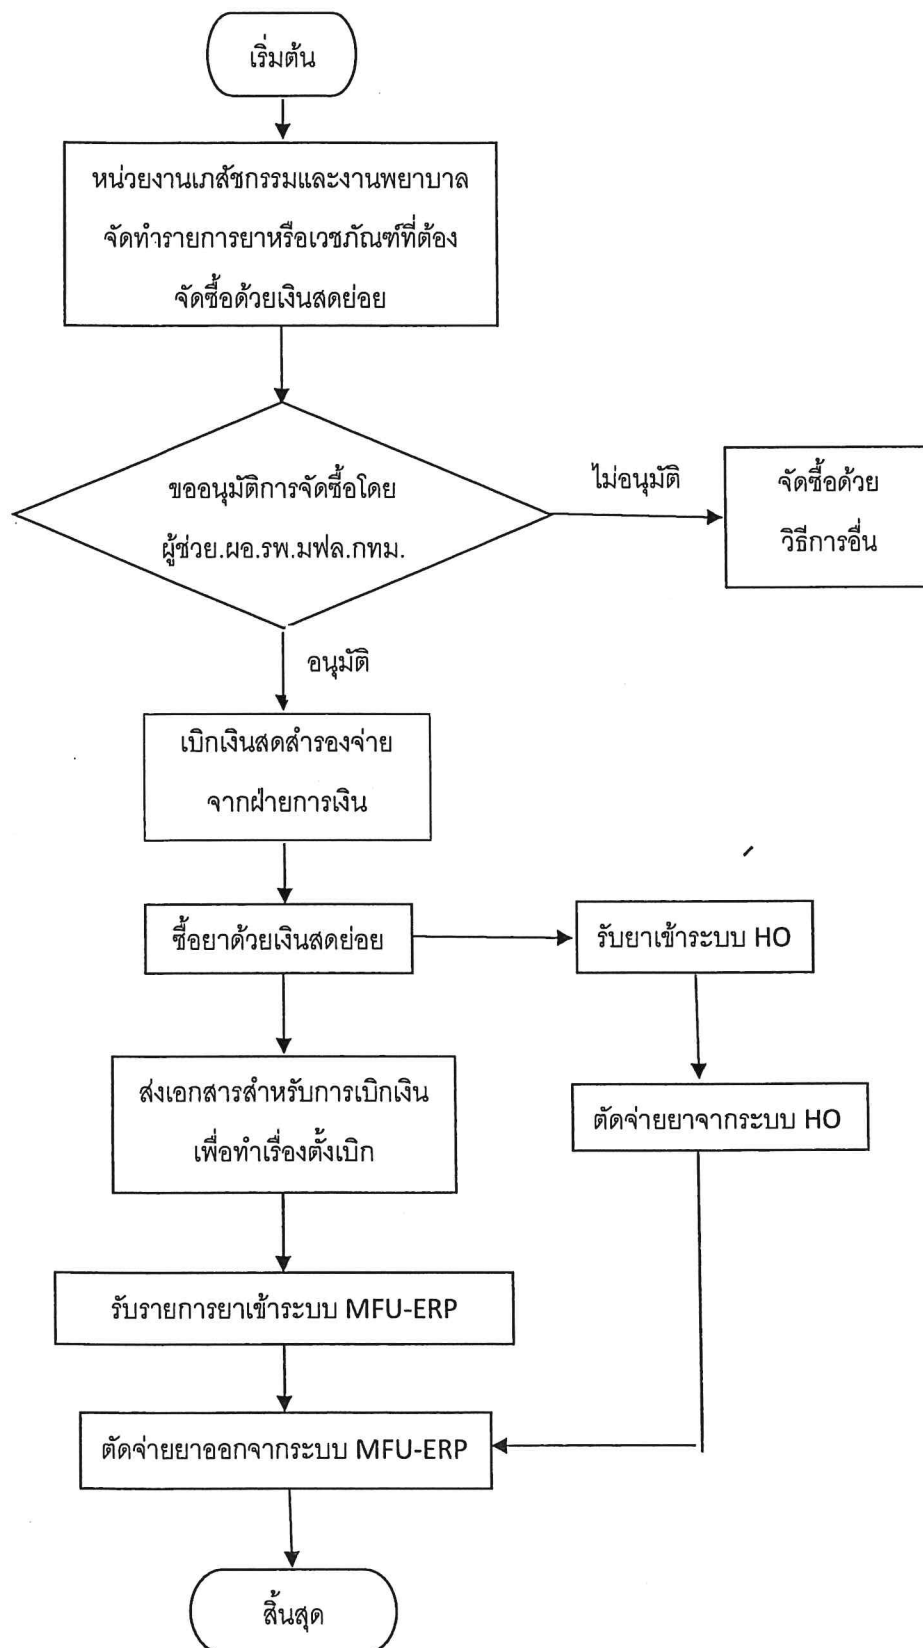 เริ่มต้น
หน่วยงานเภสัชกรรมและงานพยาบาล
จัดทำรายการยาหรือเวชภัณฑ์ที่ต้อง
จัดซื้อด้วยเงินสดย่อย
ขออนุมัติการจัดซื้อโดย
ผู้ช่วย.ผอ.รพ.มฟล.กทม.
ไม่อนุมัติ
จัดซื้อด้วย
วิธีการอื่น
อนุมัติ
เบิกเงินสดสำรองจ่าย
จากฝ่ายการเงิน
ซื้อยาด้วยเงินสดย่อย
รับยาเข้าระบบ HO
ส่งเอกสารสำหรับการเบิกเงิน
เพื่อทำเรื่องตั้งเบิก
ตัดจ่ายยาจากระบบ HO
รับรายการยาเข้าระบบ MFU-ERP
ตัดจ่ายยาออกจากระบบ MFU-ERP
สิ้นสุด